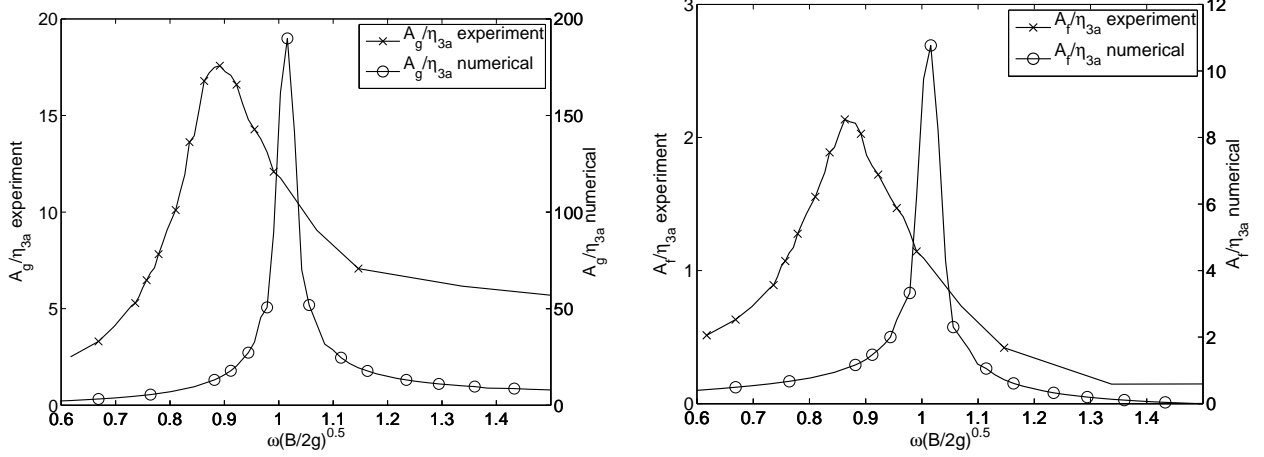 20
15
10
5
0
A_g/η_3a experiment
200
150
100
50
0
A_g/η_3a numerical
0.6 0.7 0.8 0.9 1 1.1 1.2 1.3 1.4
ω(B/2g)^0.5
A_g/η_3a experiment
A_g/η_3a numerical
3
2
1
0
A_f/η_3a experiment
12
10
8
6
4
2
0
A_f/η_3a numerical
0.6 0.7 0.8 0.9 1 1.1 1.2 1.3 1.4
ω(B/2g)^0.5
A_f/η_3a experiment
A_f/η_3a numerical